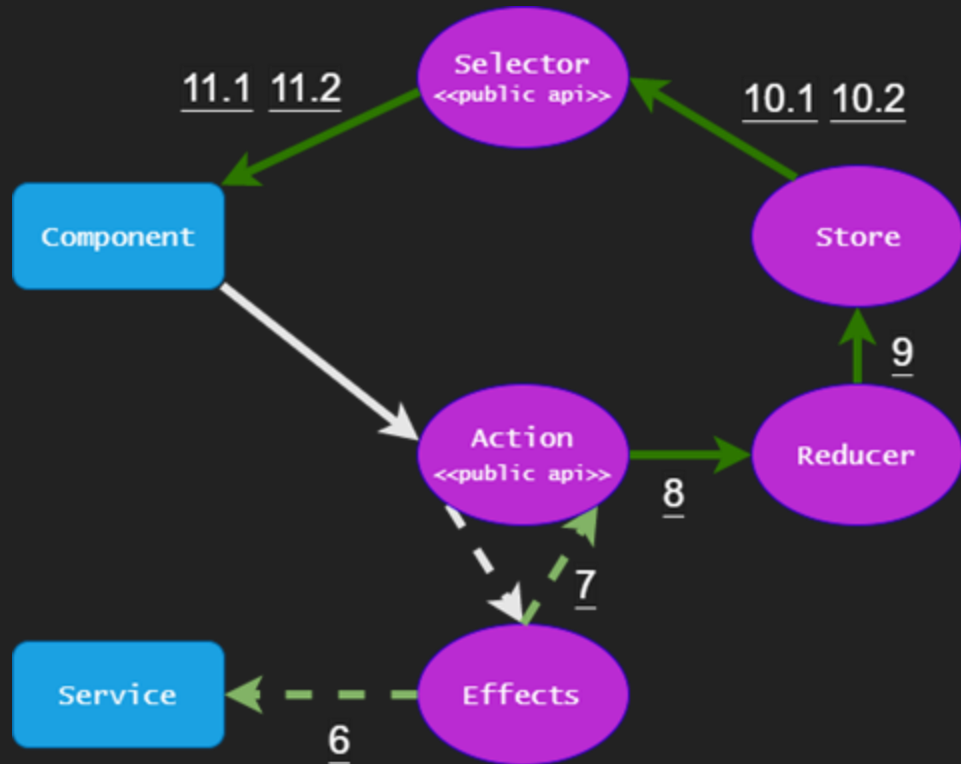 Selector
<<public api>>
11.1 11.2
10.1 10.2
Component
Store
9
Action
<<public api>>
Reducer
8
7
Service
Effects
6